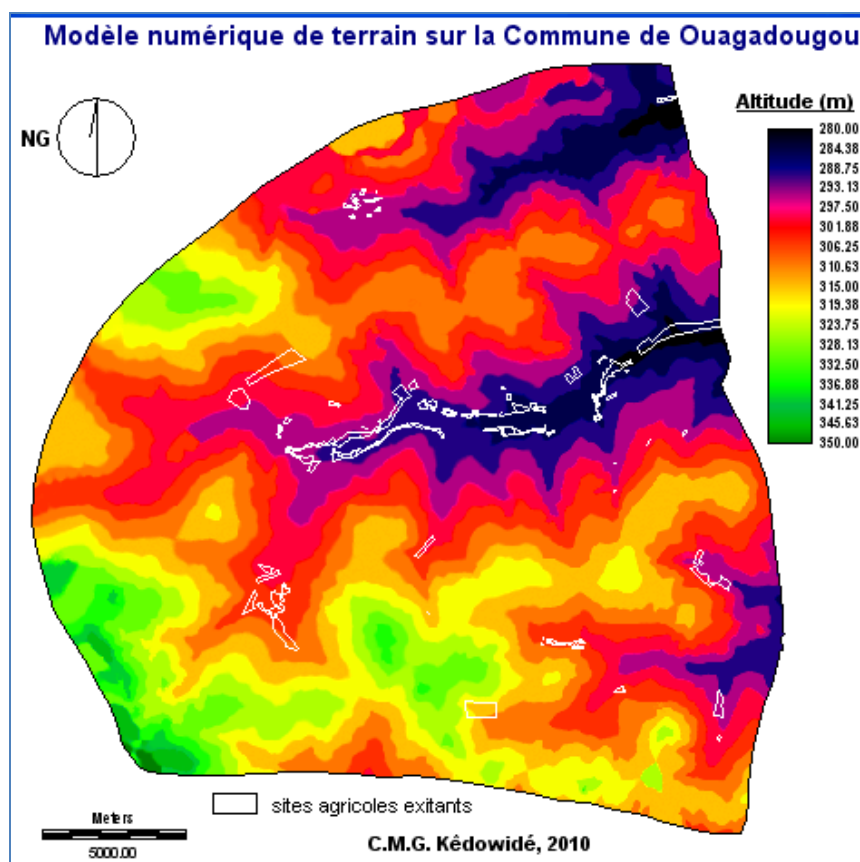 Modèle numérique de terrain sur la Commune de Ouagadougou
NG
Altitude (m)
280.00
284.38
288.75
293.13
297.50
301.88
306.25
310.63
315.00
323.75
328.13
332.50
336.88
341.25
345.63
350.00
sites agricoles exitants
Meters
5000.00
C.M.G. Kêdowidé, 2010